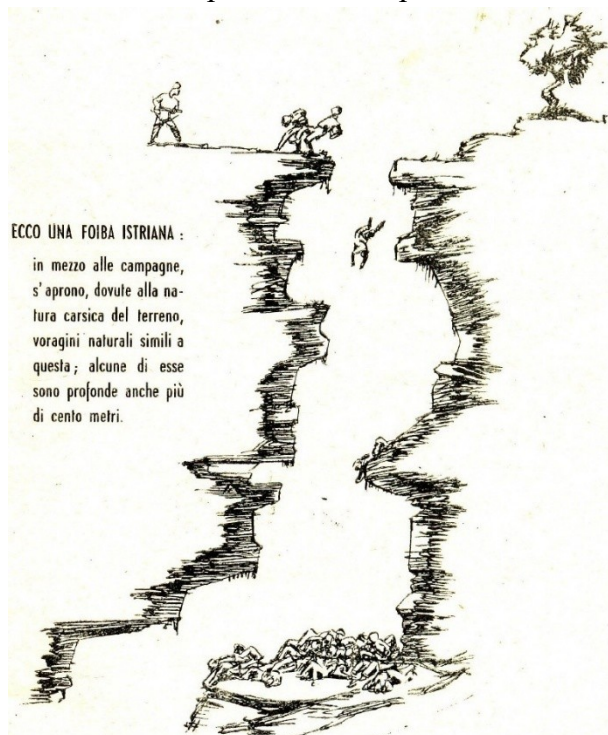 ECCO UNA FOIBA ISTRIANA :
in mezzo alle campagne,
s'aprono, dovute alla na-
tura carsica del terreno,
voragini naturali simili a
questa ; alcune di esse
sono profonde anche più
di cento metri.